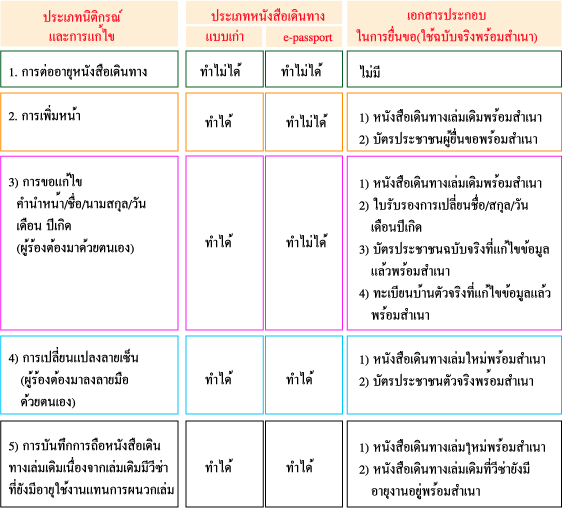 ประเภทนิติกรณ์
และการแก้ไข
ประเภทหนังสือเดินทาง
แบบเก่า
e-passport
เอกสารประกอบ
ในการยื่นขอ(ใช้ฉบับจริงพร้อมสำเนา)
1. การต่ออายุหนังสือเดินทาง
ทำไม่ได้
ทำไม่ได้
ไม่มี
2. การเพิ่มหน้า
ทำได้
ทำไม่ได้
1) หนังสือเดินทางเล่มเดิมพร้อมสำเนา
2) บัตรประชาชนผู้ยื่นขอพร้อมสำเนา
3) การขอแก้ไข
คำนำหน้า/ชื่อ/นามสกุล/วัน
เดือน ปีเกิด
(ผู้ร้องต้องมาด้วยตนเอง)
ทำได้
ทำไม่ได้
1) หนังสือเดินทางเล่มเดิมพร้อมสำเนา
2) ใบรับรองการเปลี่ยนชื่อ/สกุล/วัน
เดือนปีเกิด
3) บัตรประชาชนฉบับจริงที่แก้ไขข้อมูล
แล้วพร้อมสำเนา
4) ทะเบียนบ้านตัวจริงที่แก้ไขข้อมูลแล้ว
พร้อมสำเนา
4) การเปลี่ยนแปลงลายเซ็น
(ผู้ร้องต้องมาลงลายมือ
ด้วยตนเอง)
ทำได้
ทำได้
1) หนังสือเดินทางเล่มใหม่พร้อมสำเนา
2) บัตรประชาชนตัวจริงพร้อมสำเนา
5) การบันทึกการถือหนังสือเดิน
ทางเล่มเดิมเนื่องจากเล่มเดิมมีวีซ่า
ที่ยังมีอายุใช้งานแทนการผนวกเล่ม
ทำได้
ทำได้
1) หนังสือเดินทางเล่มๆใหม่พร้อมสำเนา
2) หนังสือเดินทางเล่มเดิมที่วีซ่ายังมี
อายุงานอยู่พร้อมสำเนา